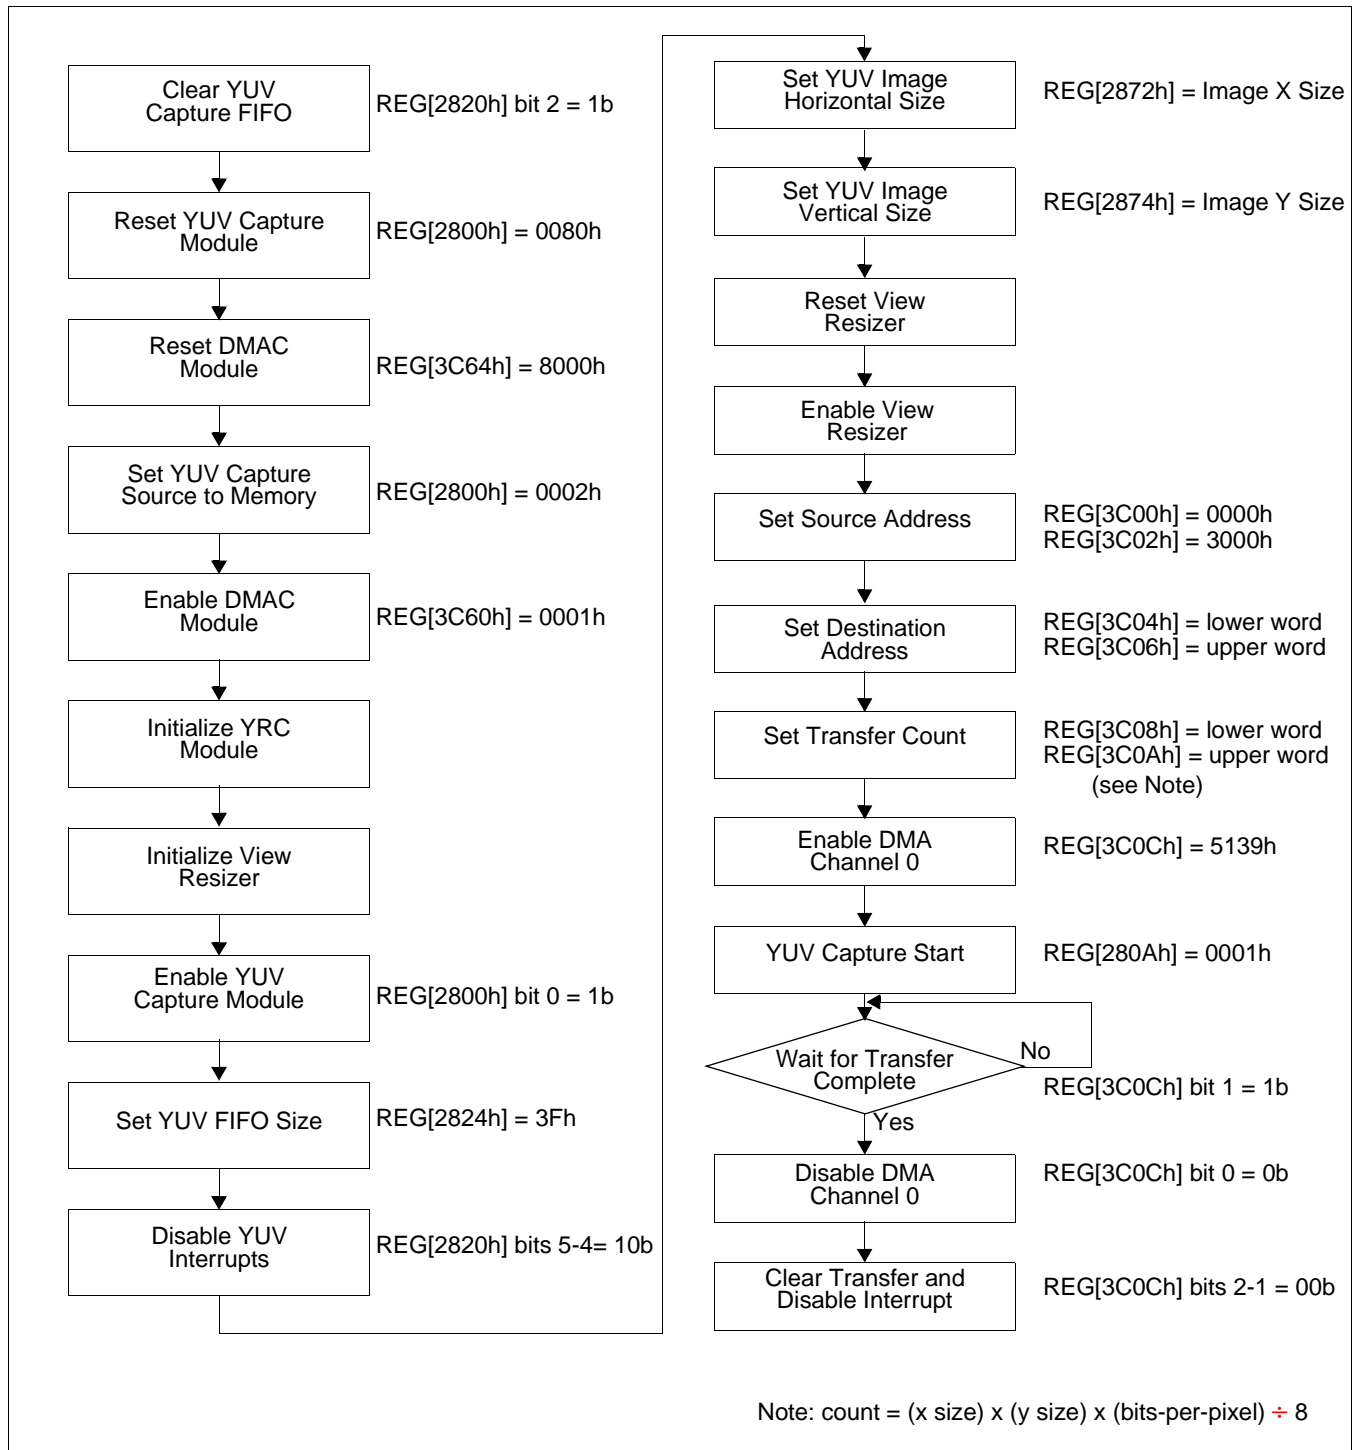 Clear YUV
Capture FIFO
REG[2820h] bit 2 = 1b
Reset YUV Capture
Module
REG[2800h] = 0080h
Reset DMAC
Module
REG[3C64h] = 8000h
Set YUV Capture
Source to Memory
REG[2800h] = 0002h
Enable DMAC
Module
REG[3C60h] = 0001h
Initialize YRC
Module
Initialize View
Resizer
Enable YUV
Capture Module
REG[2800h] bit 0 = 1b
Set YUV FIFO Size
REG[2824h] = 3Fh
Disable YUV
Interrupts
REG[2820h] bits 5-4= 10b
Set YUV Image
Horizontal Size
REG[2872h] = Image X Size
Set YUV Image
Vertical Size
REG[2874h] = Image Y Size
Reset View
Resizer
Enable View
Resizer
Set Source Address
REG[3C00h] = 0000h
REG[3C02h] = 3000h
Set Destination
Address
REG[3C04h] = lower word
REG[3C06h] = upper word
Set Transfer Count
REG[3C08h] = lower word
REG[3C0Ah] = upper word
(see Note)
Enable DMA
Channel 0
REG[3C0Ch] = 5139h
YUV Capture Start
REG[280Ah] = 0001h
Wait for Transfer
Complete
No
REG[3C0Ch] bit 1 = 1b
Yes
Disable DMA
Channel 0
REG[3C0Ch] bit 0 = 0b
Clear Transfer and
Disable Interrupt
REG[3C0Ch] bits 2-1 = 00b
Note: count = (x size) x (y size) x (bits-per-pixel) ÷ 8